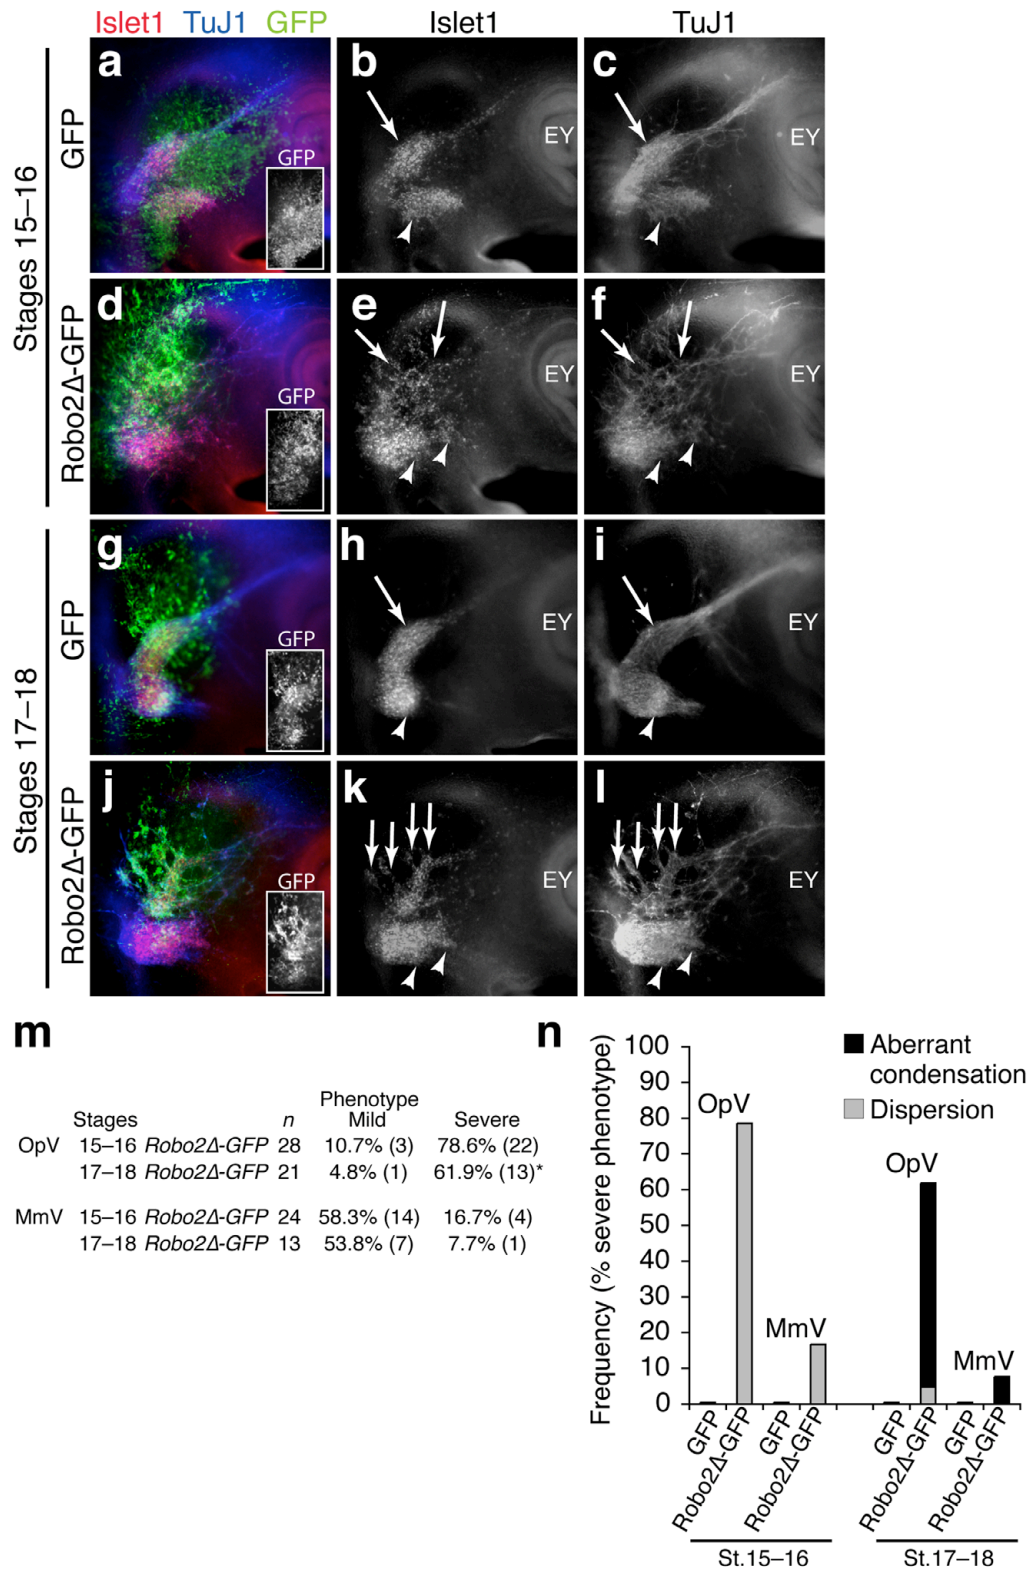 Islet1 TuJ1 GFP Islet1 TuJ1
Stages 15–16
GFP
a
GFP
b
EY
c
EY
Robo2Δ-GFP
d
GFP
e
EY
f
EY
Stages 17–18
GFP
g
GFP
h
EY
i
EY
Robo2Δ-GFP
j
GFP
k
EY
l
EY
m
Phenotype
Stages n Mild Severe
OpV 15–16 Robo2Δ-GFP 28 10.7% (3) 78.6% (22)
17–18 Robo2Δ-GFP 21 4.8% (1) 61.9% (13)*
MmV 15–16 Robo2Δ-GFP 24 58.3% (14) 16.7% (4)
17–18 Robo2Δ-GFP 13 53.8% (7) 7.7% (1)
n
Frequency (% severe phenotype)
100
90
80
70
60
50
40
30
20
10
0
Aberrant
condensation
Dispersion
OpV
MmV
OpV
MmV
GFP
Robo2Δ-GFP
GFP
Robo2Δ-GFP
GFP
Robo2Δ-GFP
GFP
Robo2Δ-GFP
St.15–16
St.17–18